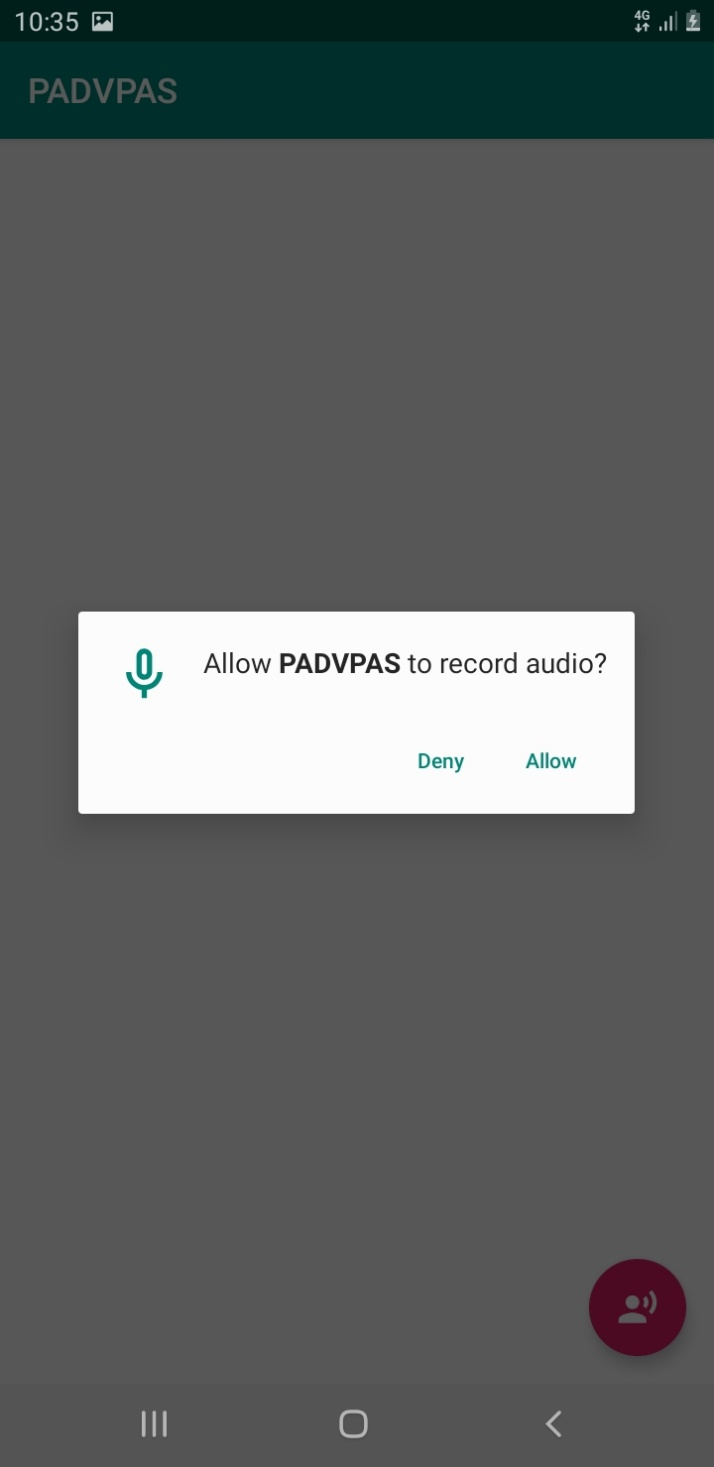 10:35
4G
PADVPAS
Allow PADVPAS to record audio?
Deny Allow